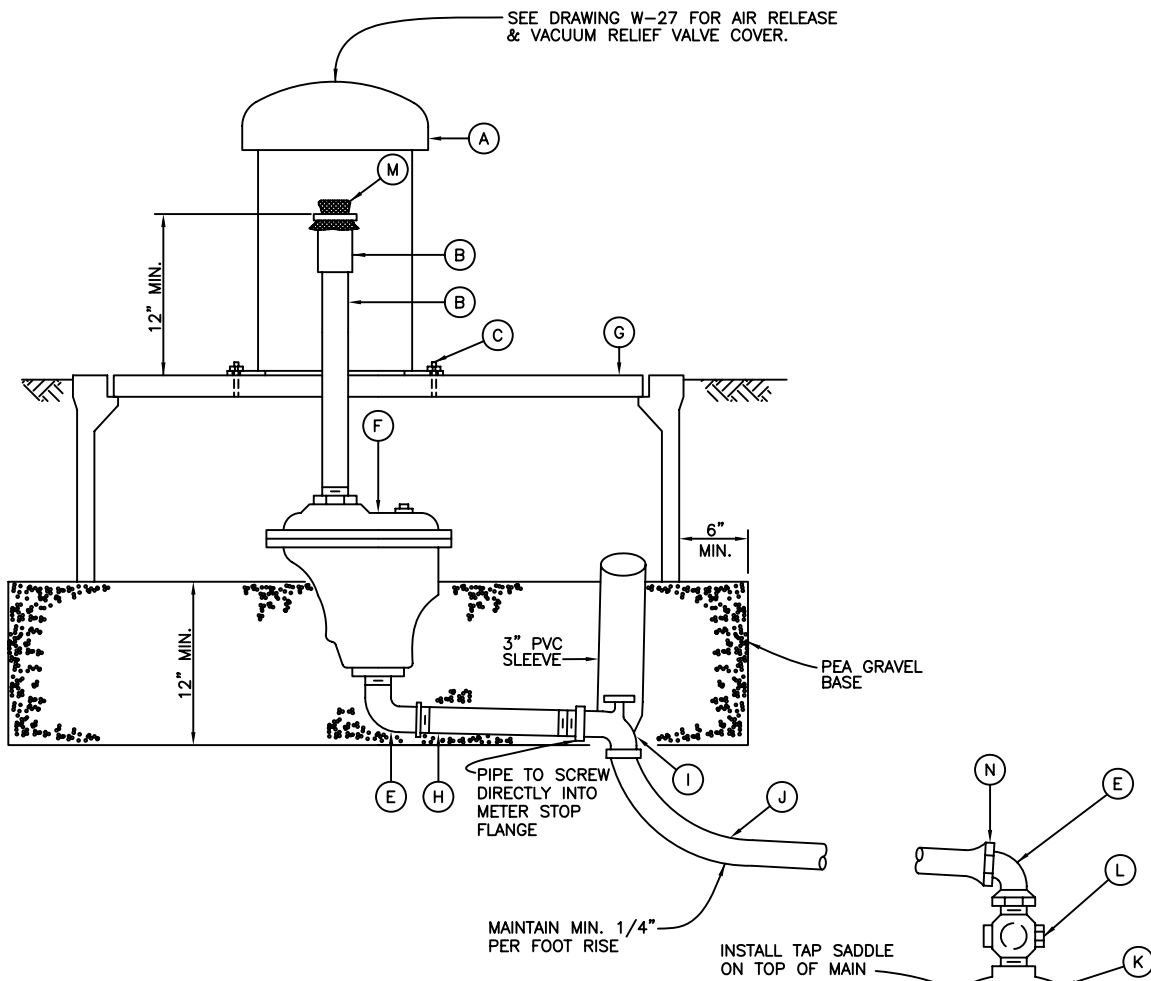 SEE DRAWING W-27 FOR AIR RELEASE
& VACUUM RELIEF VALVE COVER.
A
M
B
12" MIN.
B
C
G
F
6"
MIN.
3" PVC
SLEEVE
12" MIN.
PEA GRAVEL
BASE
PIPE TO SCREW
DIRECTLY INTO
METER STOP
FLANGE
E
H
I
J
N
E
L
MAINTAIN MIN. 1/4"
PER FOOT RISE
INSTALL TAP SADDLE
ON TOP OF MAIN
K